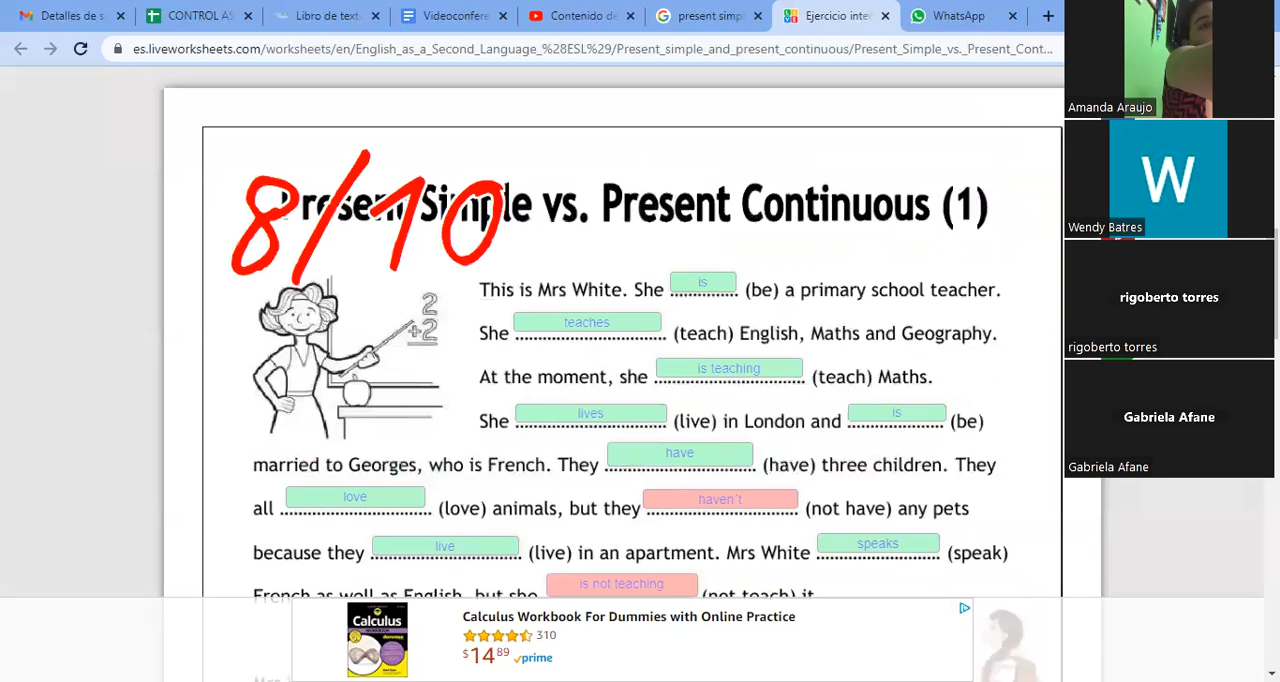 Detalles de s
CONTROL AS
Libro de text
Videoconfere
Contenido de
present simpl
Ejercicio inter
WhatsApp
es.liveworksheets.com/worksheets/en/English_as_a_Second_Language_%28ESL%29/Present_simple_and_present_continuous/Present_Simple_vs._Present_Cont...
8/10
Present Simple vs. Present Continuous (1)
2
+2
This is Mrs White. She is (be) a primary school teacher.
She teaches (teach) English, Maths and Geography.
At the moment, she is teaching (teach) Maths.
She lives (live) in London and is (be)
married to Georges, who is French. They have (have) three children. They
all love (love) animals, but they haven´t (not have) any pets
because they live (live) in an apartment. Mrs White speaks (speak)
French as well as English, but she is not teaching (not teach) it.
Calculus
Calculus Workbook For Dummies with Online Practice
310
$14 89 prime
Amanda Araujo
W
Wendy Batres
rigoberto torres
rigoberto torres
Gabriela Afane
Gabriela Afane